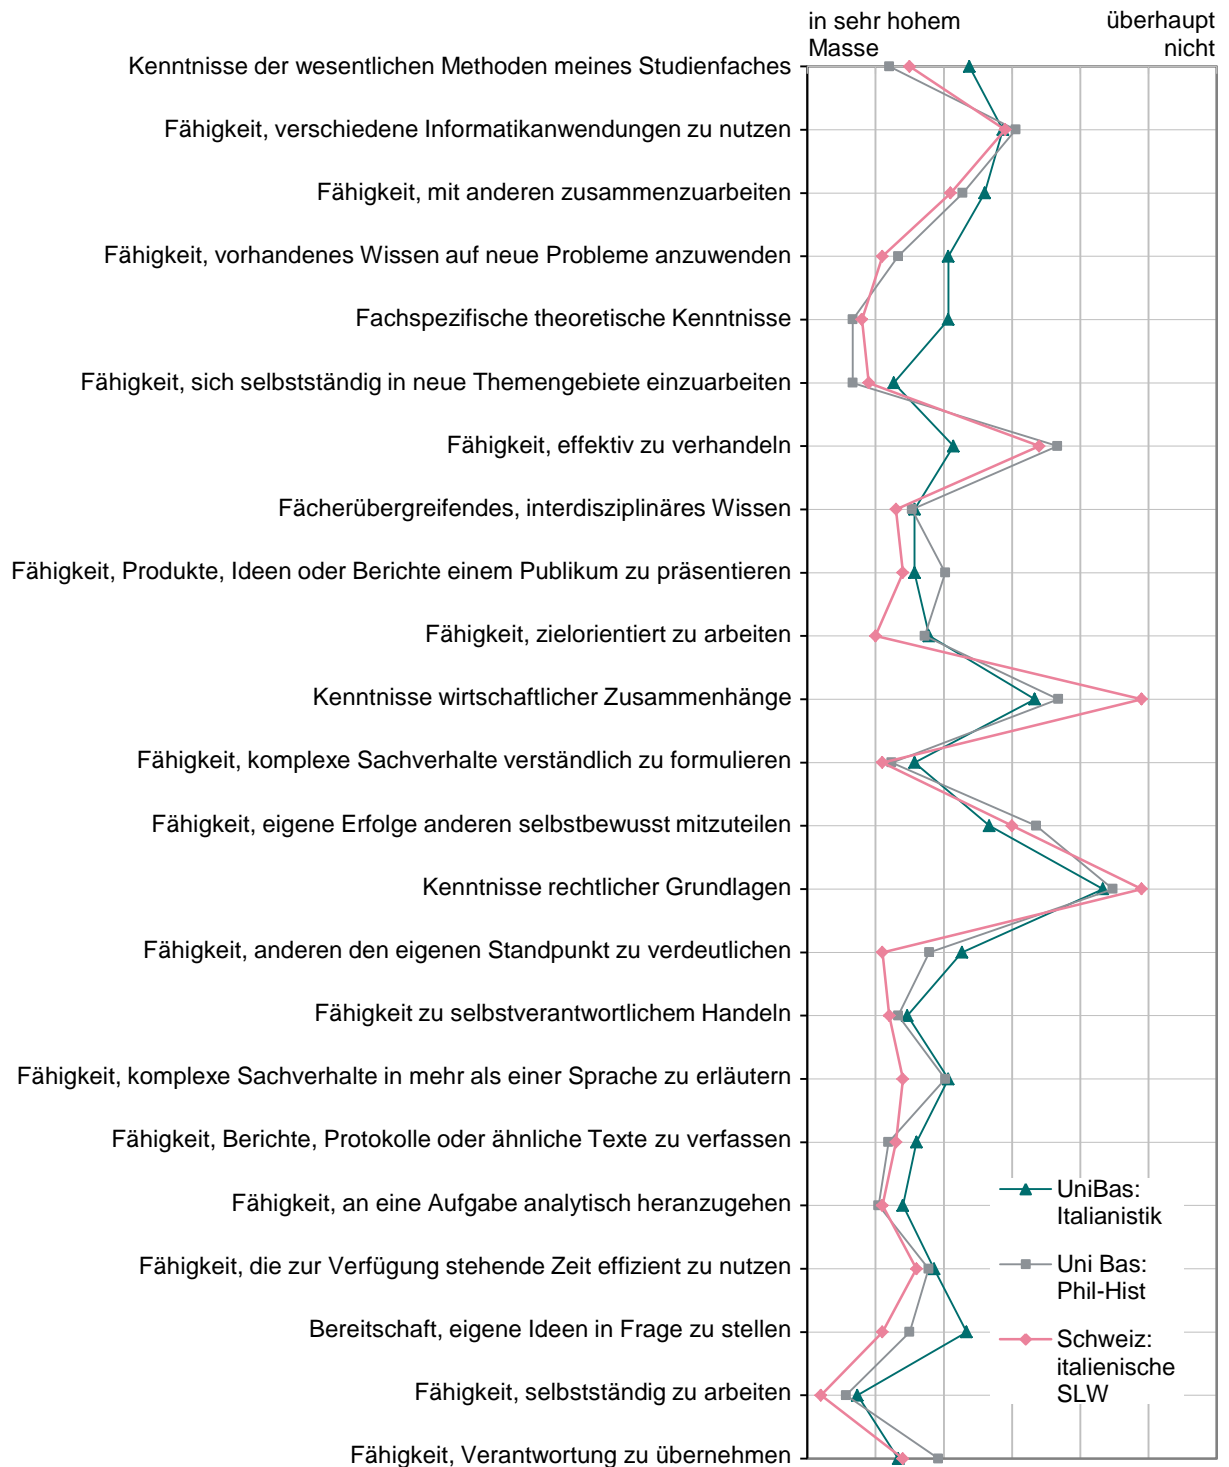 in sehr hohem Masse
überhaupt nicht
Kenntnisse der wesentlichen Methoden meines Studienfaches
Fähigkeit, verschiedene Informatikanwendungen zu nutzen
Fähigkeit, mit anderen zusammenzuarbeiten
Fähigkeit, vorhandenes Wissen auf neue Probleme anzuwenden
Fachspezifische theoretische Kenntnisse
Fähigkeit, sich selbstständig in neue Themengebiete einzuarbeiten
Fähigkeit, effektiv zu verhandeln
Fächerübergreifendes, interdisziplinäres Wissen
Fähigkeit, Produkte, Ideen oder Berichte einem Publikum zu präsentieren
Fähigkeit, zielorientiert zu arbeiten
Kenntnisse wirtschaftlicher Zusammenhänge
Fähigkeit, komplexe Sachverhalte verständlich zu formulieren
Fähigkeit, eigene Erfolge anderen selbstbewusst mitzuteilen
Kenntnisse rechtlicher Grundlagen
Fähigkeit, anderen den eigenen Standpunkt zu verdeutlichen
Fähigkeit zu selbstverantwortlichem Handeln
Fähigkeit, komplexe Sachverhalte in mehr als einer Sprache zu erläutern
Fähigkeit, Berichte, Protokolle oder ähnliche Texte zu verfassen
Fähigkeit, an eine Aufgabe analytisch heranzugehen
Fähigkeit, die zur Verfügung stehende Zeit effizient zu nutzen
Bereitschaft, eigene Ideen in Frage zu stellen
Fähigkeit, selbstständig zu arbeiten
Fähigkeit, Verantwortung zu übernehmen
UniBas:
Italianistik
Uni Bas:
Phil-Hist
Schweiz:
italienische
SLW